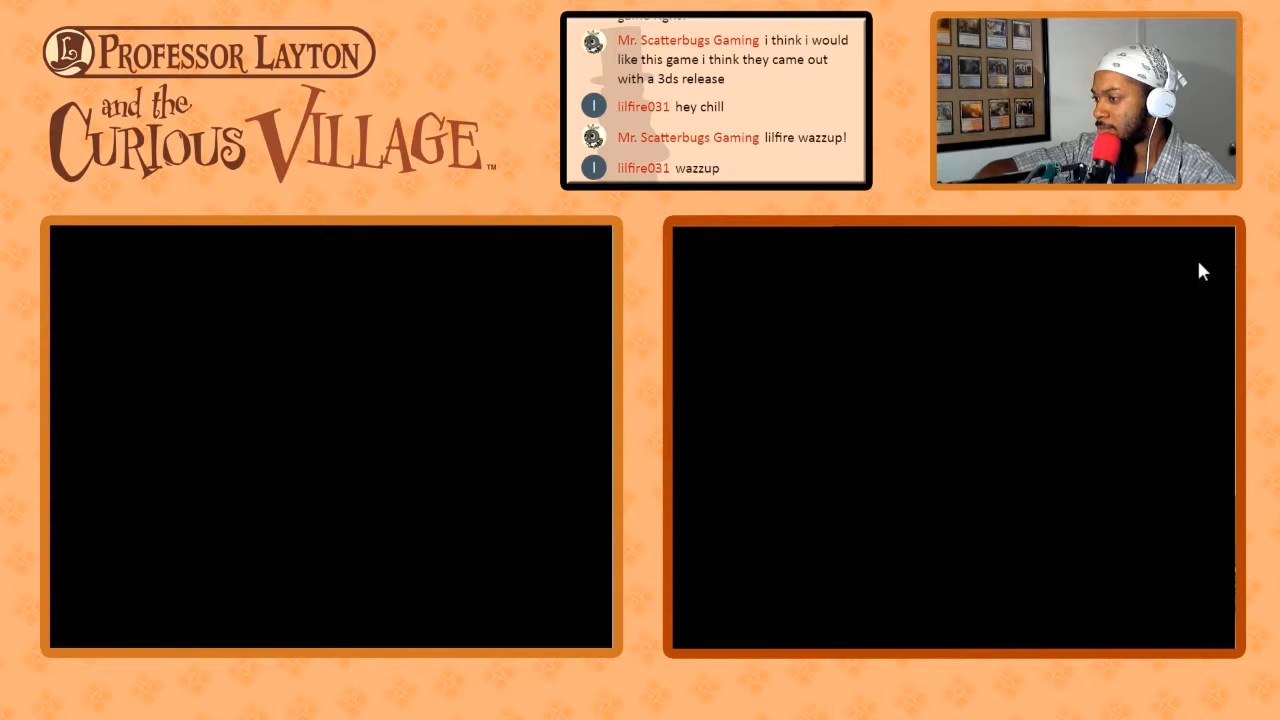 L PROFESSOR LAYTON
and the
CURIOUS VILLAGE™
Mr. Scatterbugs Gaming i think i would
like this game i think they came out
with a 3ds release
l lilfire031 hey chill
Mr. Scatterbugs Gaming lilfire wazzup!
l lilfire031 wazzup